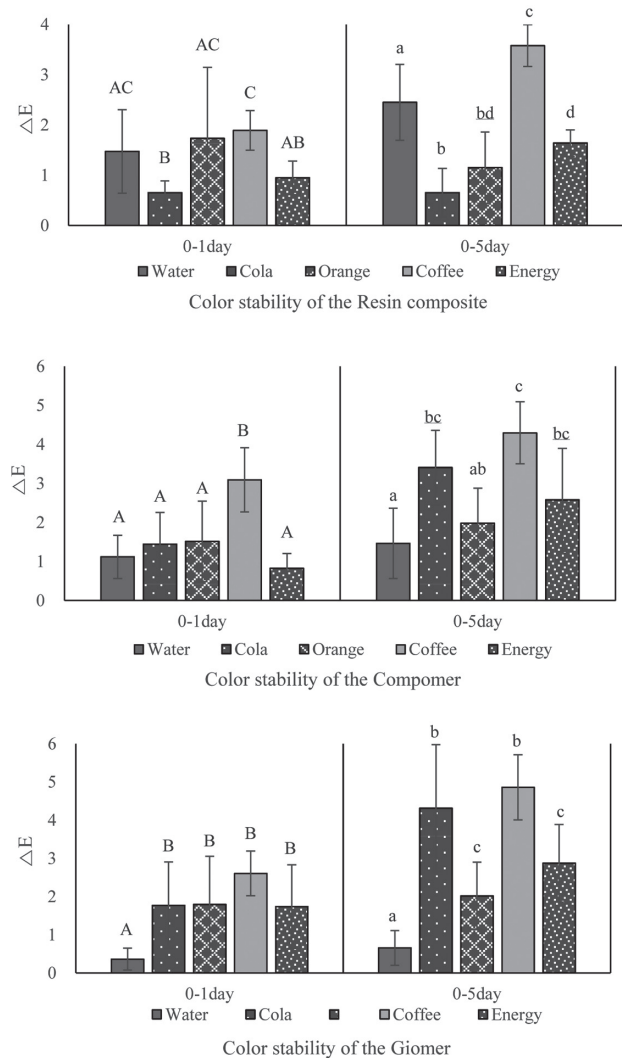 4
3
2
1
0
△E
AC
B
AC
C
AB
a
b
bd
c
d
0-1day
0-5day
Water Cola Orange Coffee Energy
Color stability of the Resin composite
6
5
4
3
2
1
0
△E
A
A
A
B
A
a
bc
ab
c
bc
0-1day
0-5day
Water Cola Orange Coffee Energy
Color stability of the Compomer
6
5
4
3
2
1
0
△E
A
B
B
B
B
a
b
c
b
c
0-1day
0-5day
Water Cola Coffee Energy
Color stability of the Giomer